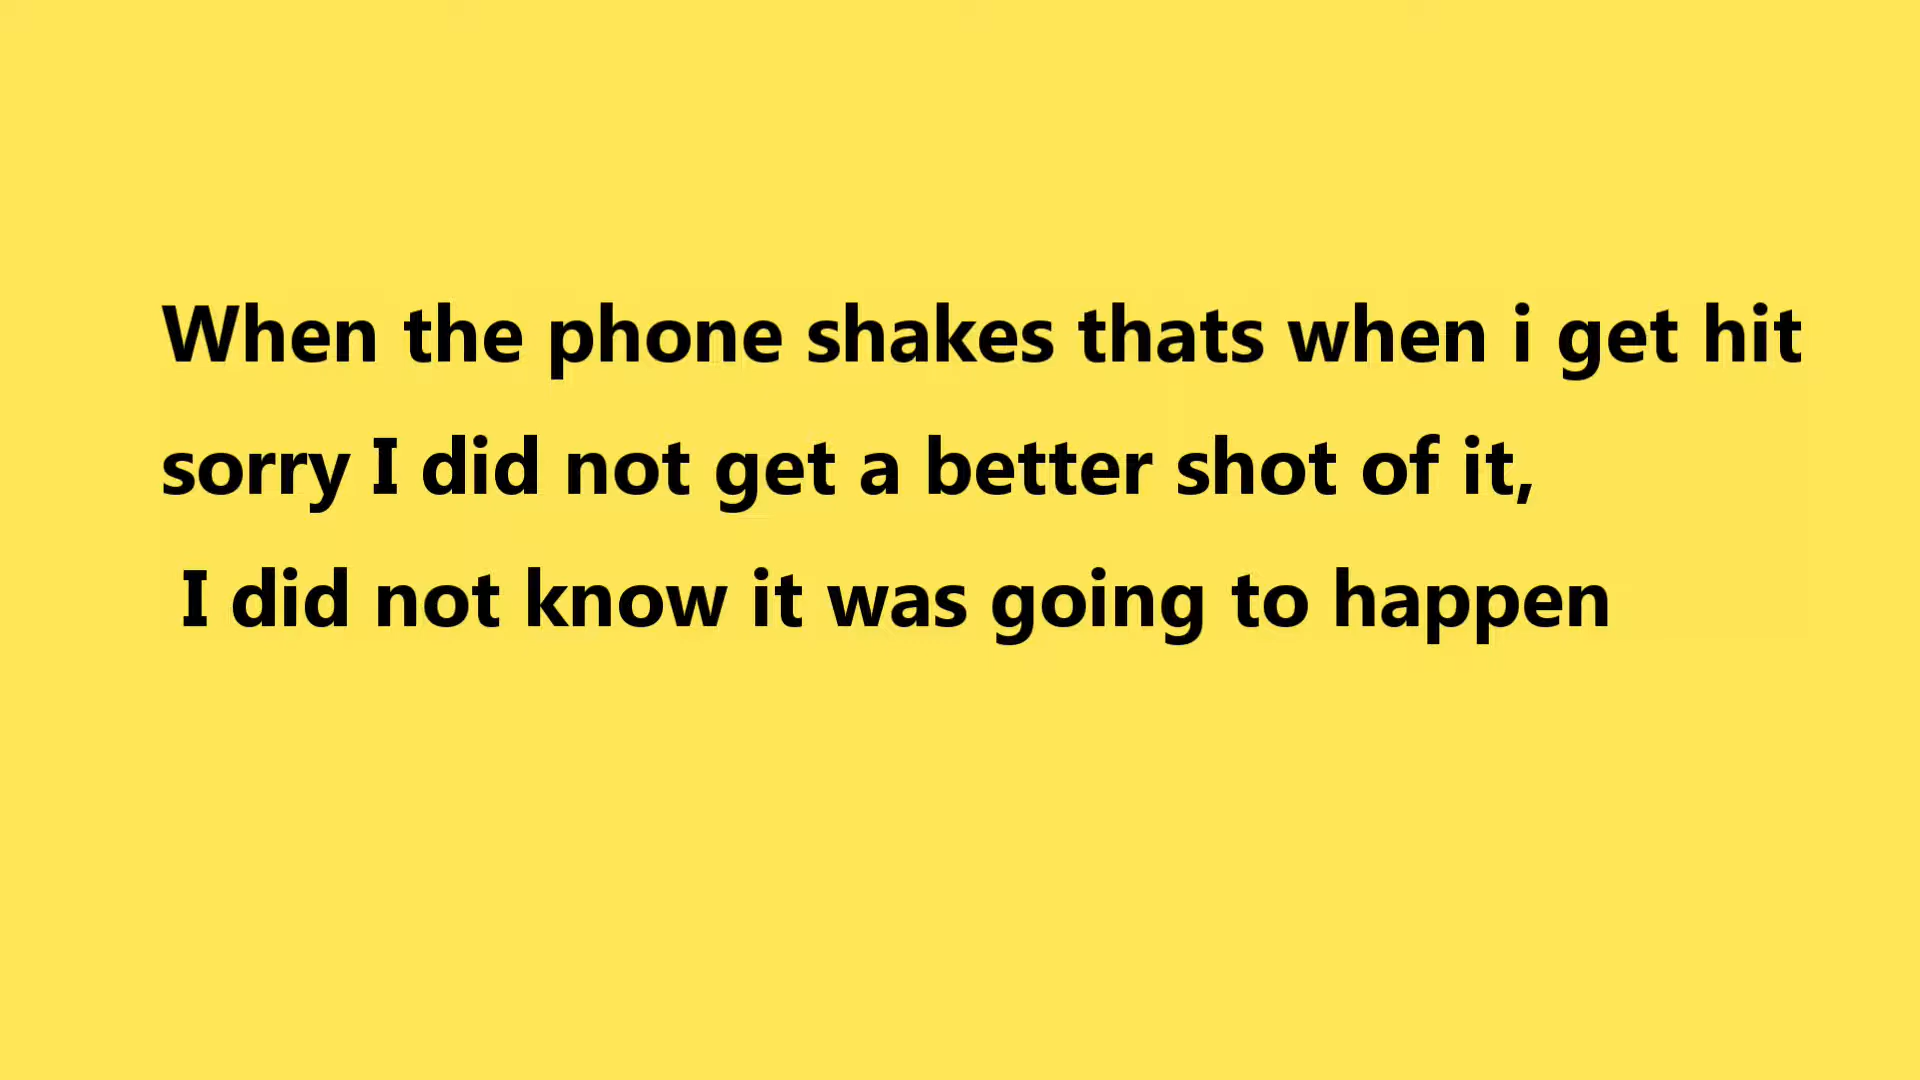 When the phone shakes thats when i get hit
sorry I did not get a better shot of it,
I did not know it was going to happen